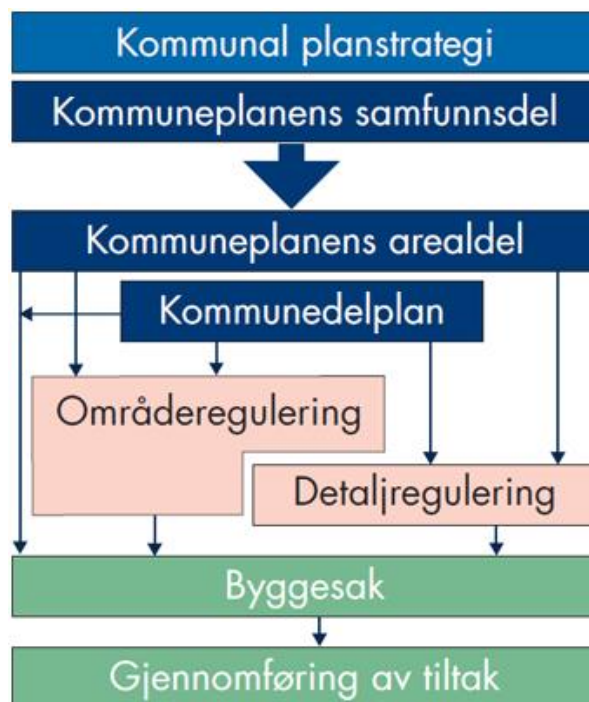 Kommunal planstrategi
Kommuneplanens samfunnsdel
Kommuneplanens arealdel
Kommunedelplan
Områderegulering
Detaljregulering
Byggesak
Gjennomføring av tiltak